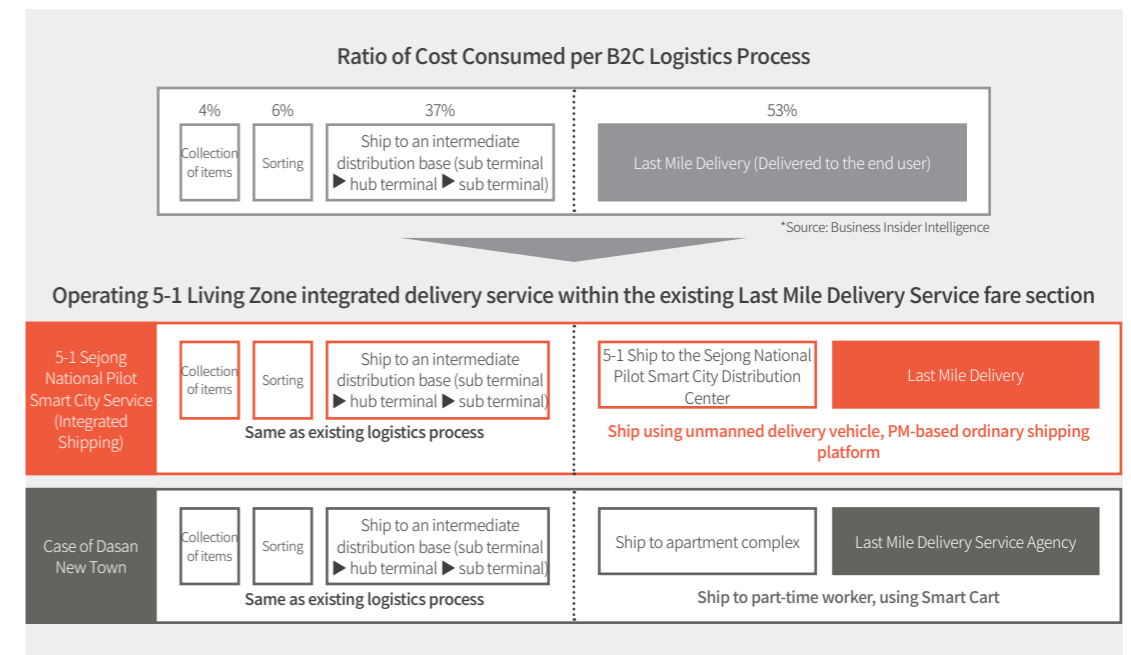 Ratio of Cost Consumed per B2C Logistics Process
4%
6%
37%
53%
Collection
of items
Sorting
Ship to an intermediate
distribution base (sub terminal
▶ hub terminal ▶ sub terminal)
Last Mile Delivery (Delivered to the end user)
*Source: Business Insider Intelligence
Operating 5-1 Living Zone integrated delivery service within the existing Last Mile Delivery Service fare section
5-1 Sejong
National Pilot
Smart City Service
(Integrated
Shipping)
Collection
of items
Sorting
Ship to an intermediate
distribution base (sub terminal
▶ hub terminal ▶ sub terminal)
Same as existing logistics process
5-1 Ship to the Sejong National
Pilot Smart City Distribution
Center
Last Mile Delivery
Ship using unmanned delivery vehicle, PM-based ordinary shipping
platform
Case of Dasan
New Town
Collection
of items
Sorting
Ship to an intermediate
distribution base (sub terminal
▶ hub terminal ▶ sub terminal)
Same as existing logistics process
Ship to apartment complex
Last Mile Delivery Service Agency
Ship to part-time worker, using Smart Cart